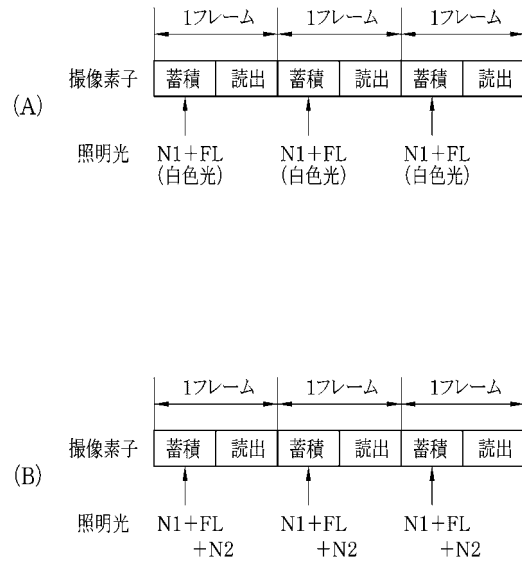 1フレーム 1フレーム 1フレーム
(A)
撮像素子 蓄積 読出 蓄積 読出 蓄積 読出
照明光 N1+FL N1+FL N1+FL
(白色光) (白色光) (白色光)
1フレーム 1フレーム 1フレーム
(B)
撮像素子 蓄積 読出 蓄積 読出 蓄積 読出
照明光 N1+FL N1+FL N1+FL
+N2 +N2 +N2